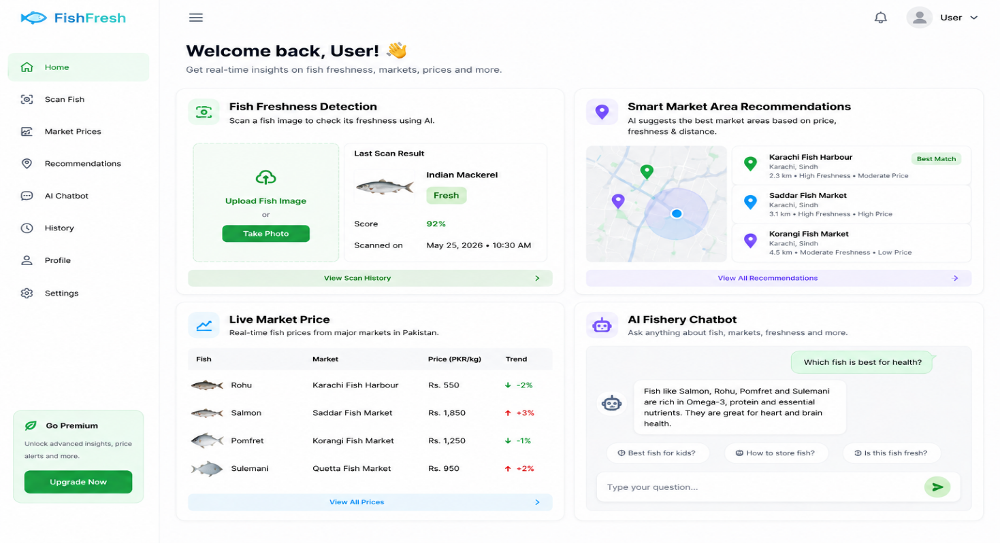 FishFresh
Home
Scan Fish
Market Prices
Recommendations
AI Chatbot
History
Profile
Settings
Go Premium
Unlock advanced insights, price
alerts and more.
Upgrade Now
User
Welcome back, User! 👋
Get real-time insights on fish freshness, markets, prices and more.
Fish Freshness Detection
Scan a fish image to check its freshness using AI.
Upload Fish Image
or
Take Photo
Last Scan Result
Indian Mackerel
Fresh
Score 92%
Scanned on May 25, 2026 • 10:30 AM
View Scan History
Smart Market Area Recommendations
AI suggests the best market areas based on price,
freshness & distance.
Karachi Fish Harbour
Best Match
Karachi, Sindh
2.3 km • High Freshness • Moderate Price
Saddar Fish Market
Karachi, Sindh
3.1 km • High Freshness • High Price
Korangi Fish Market
Karachi, Sindh
4.5 km • Moderate Freshness • Low Price
View All Recommendations
Live Market Price
Real-time fish prices from major markets in Pakistan.
Fish Market Price (PKR/kg) Trend
Rohu Karachi Fish Harbour Rs. 550 ↓ -2%
Salmon Saddar Fish Market Rs. 1,850 ↑ +3%
Pomfret Korangi Fish Market Rs. 1,250 ↓ -1%
Sulemani Quetta Fish Market Rs. 950 ↑ +2%
View All Prices
AI Fishery Chatbot
Ask anything about fish, markets, freshness and more.
Which fish is best for health?
Fish like Salmon, Rohu, Pomfret and Sulemani
are rich in Omega-3, protein and essential
nutrients. They are great for heart and brain
health.
Best fish for kids?
How to store fish?
Is this fish fresh?
Type your question...